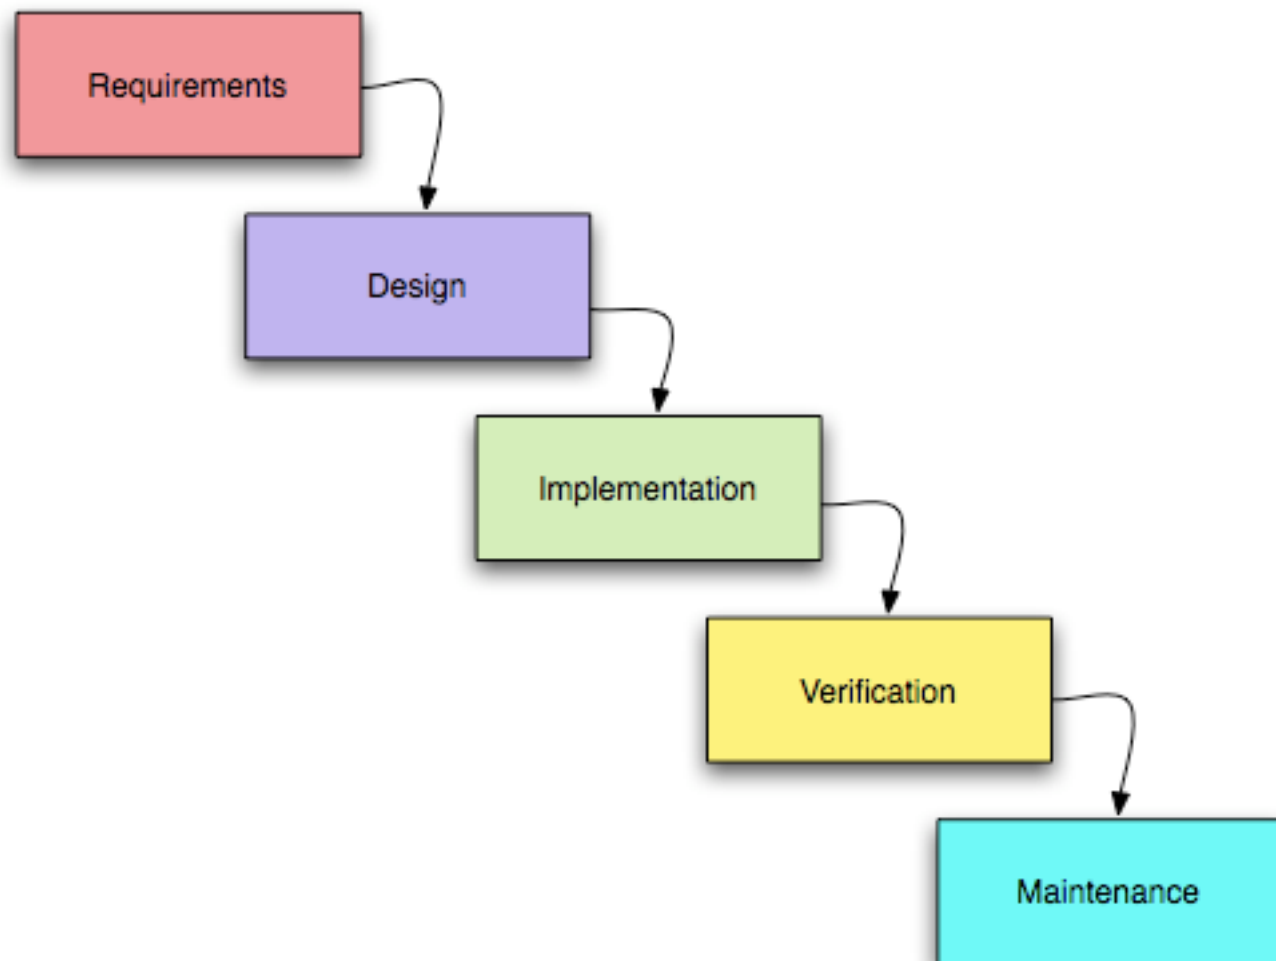 Requirements
Design
Implementation
Verification
Maintenance